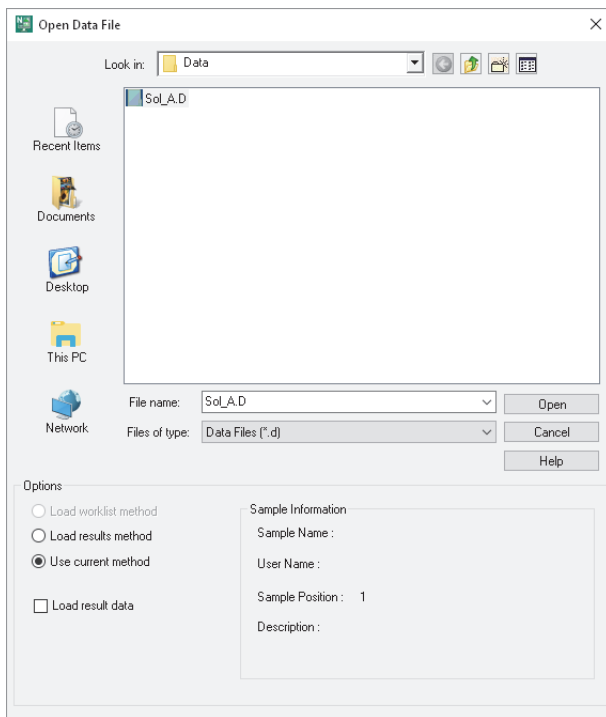 Open Data File
Look in: Data
Sol_A.D
Recent Items
Documents
Desktop
This PC
Network
File name: Sol_A.D Open
Files of type: Data Files (*.d) Cancel
Help
Options
Load worklist method
Load results method
Use current method
Load result data
Sample Information
Sample Name :
User Name :
Sample Position : 1
Description :